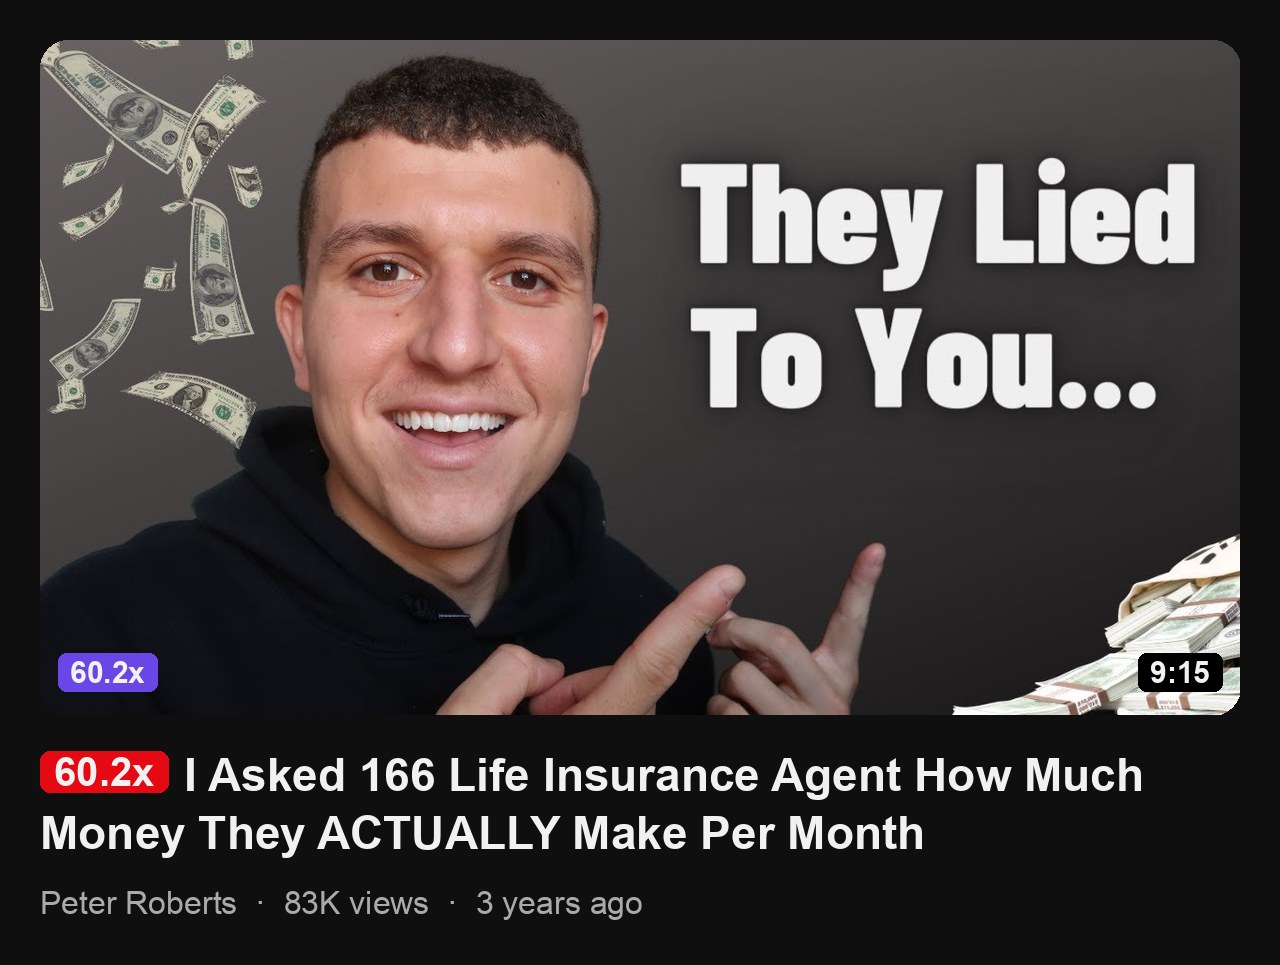 They Lied
To You...
60.2x
9:15
60.2x I Asked 166 Life Insurance Agent How Much
Money They ACTUALLY Make Per Month
Peter Roberts · 83K views · 3 years ago